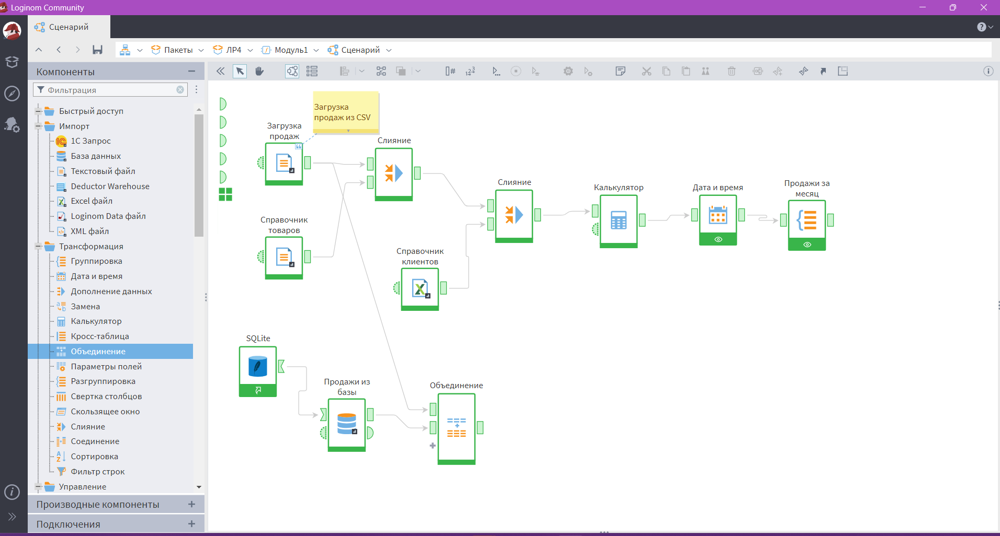 Loginom Community
Сценарий
Пакеты
ЛР4
Модуль1
Сценарий
Компоненты
Фильтрация
Быстрый доступ
Импорт
1С Запрос
База данных
Текстовый файл
Deductor Warehouse
Excel файл
Loginom Data файл
XML файл
Трансформация
Группировка
Дата и время
Дополнение данных
Замена
Калькулятор
Кросс-таблица
Объединение
Параметры полей
Разгруппировка
Свертка столбцов
Скользящее окно
Слияние
Соединение
Сортировка
Фильтр строк
Управление
Производные компоненты
Подключения
Загрузка
продаж из CSV
Загрузка
продаж
Слияние
Справочник
товаров
Слияние
Справочник
клиентов
Калькулятор
Дата и время
Продажи за
месяц
SQLite
Продажи из
базы
Объединение